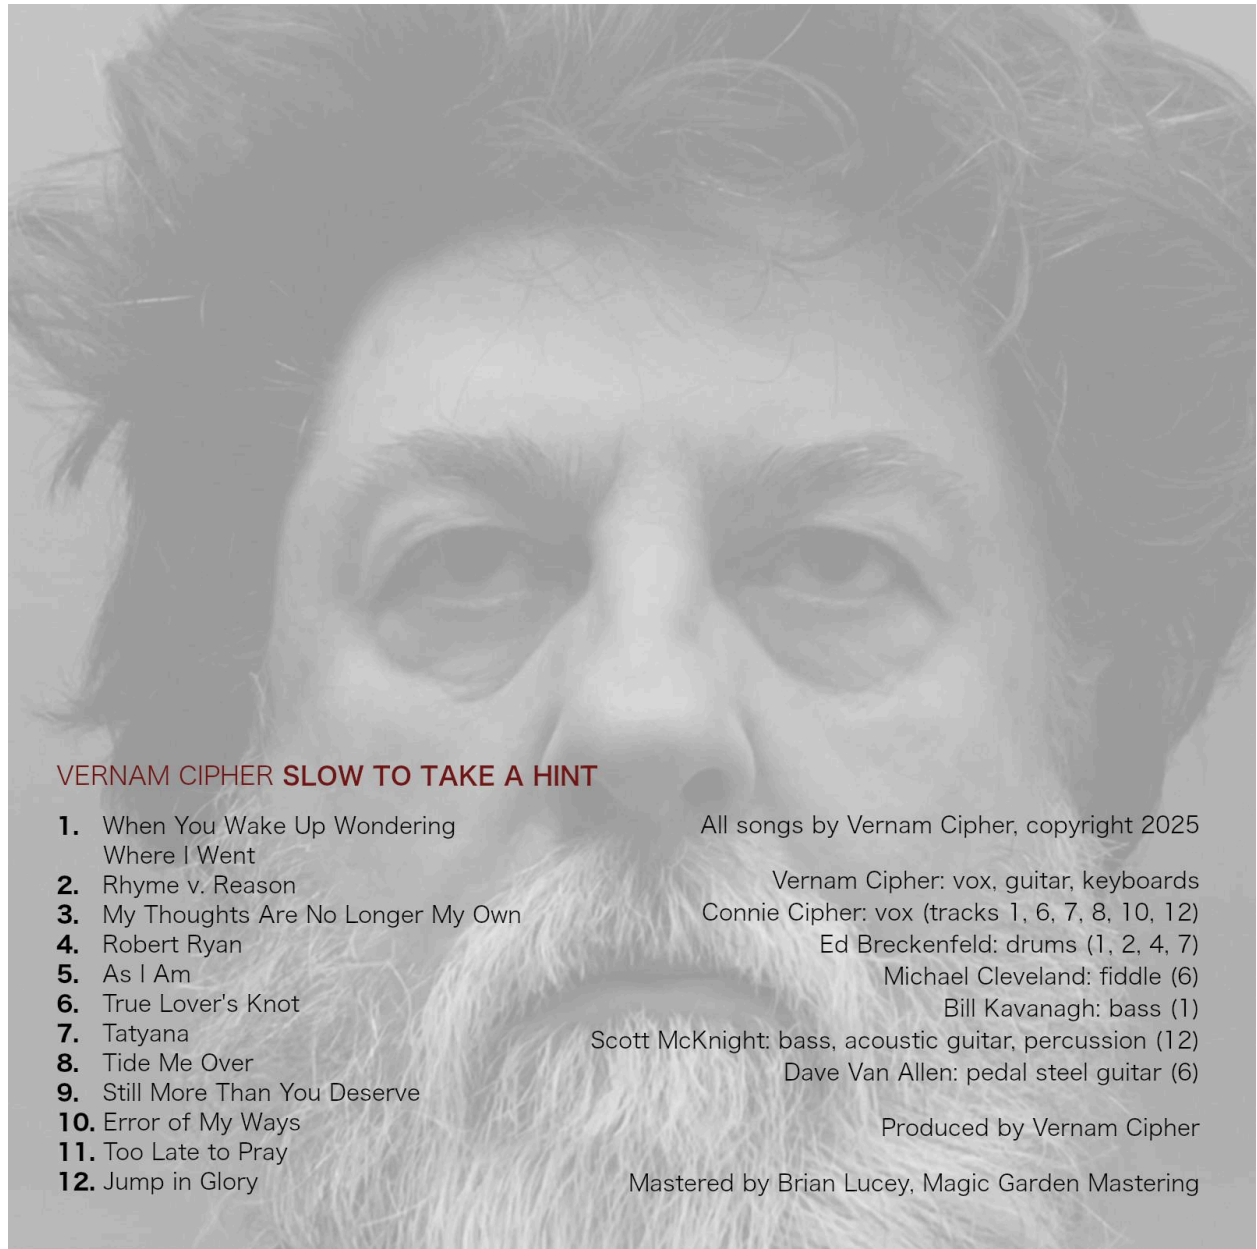 VERNAM CIPHER SLOW TO TAKE A HINT
1. When You Wake Up Wondering
Where I Went
2. Rhyme v. Reason
3. My Thoughts Are No Longer My Own
4. Robert Ryan
5. As I Am
6. True Lover's Knot
7. Tatyana
8. Tide Me Over
9. Still More Than You Deserve
10. Error of My Ways
11. Too Late to Pray
12. Jump in Glory
All songs by Vernam Cipher, copyright 2025
Vernam Cipher: vox, guitar, keyboards
Connie Cipher: vox (tracks 1, 6, 7, 8, 10, 12)
Ed Breckenfeld: drums (1, 2, 4, 7)
Michael Cleveland: fiddle (6)
Bill Kavanagh: bass (1)
Scott McKnight: bass, acoustic guitar, percussion (12)
Dave Van Allen: pedal steel guitar (6)
Produced by Vernam Cipher
Mastered by Brian Lucey, Magic Garden Mastering